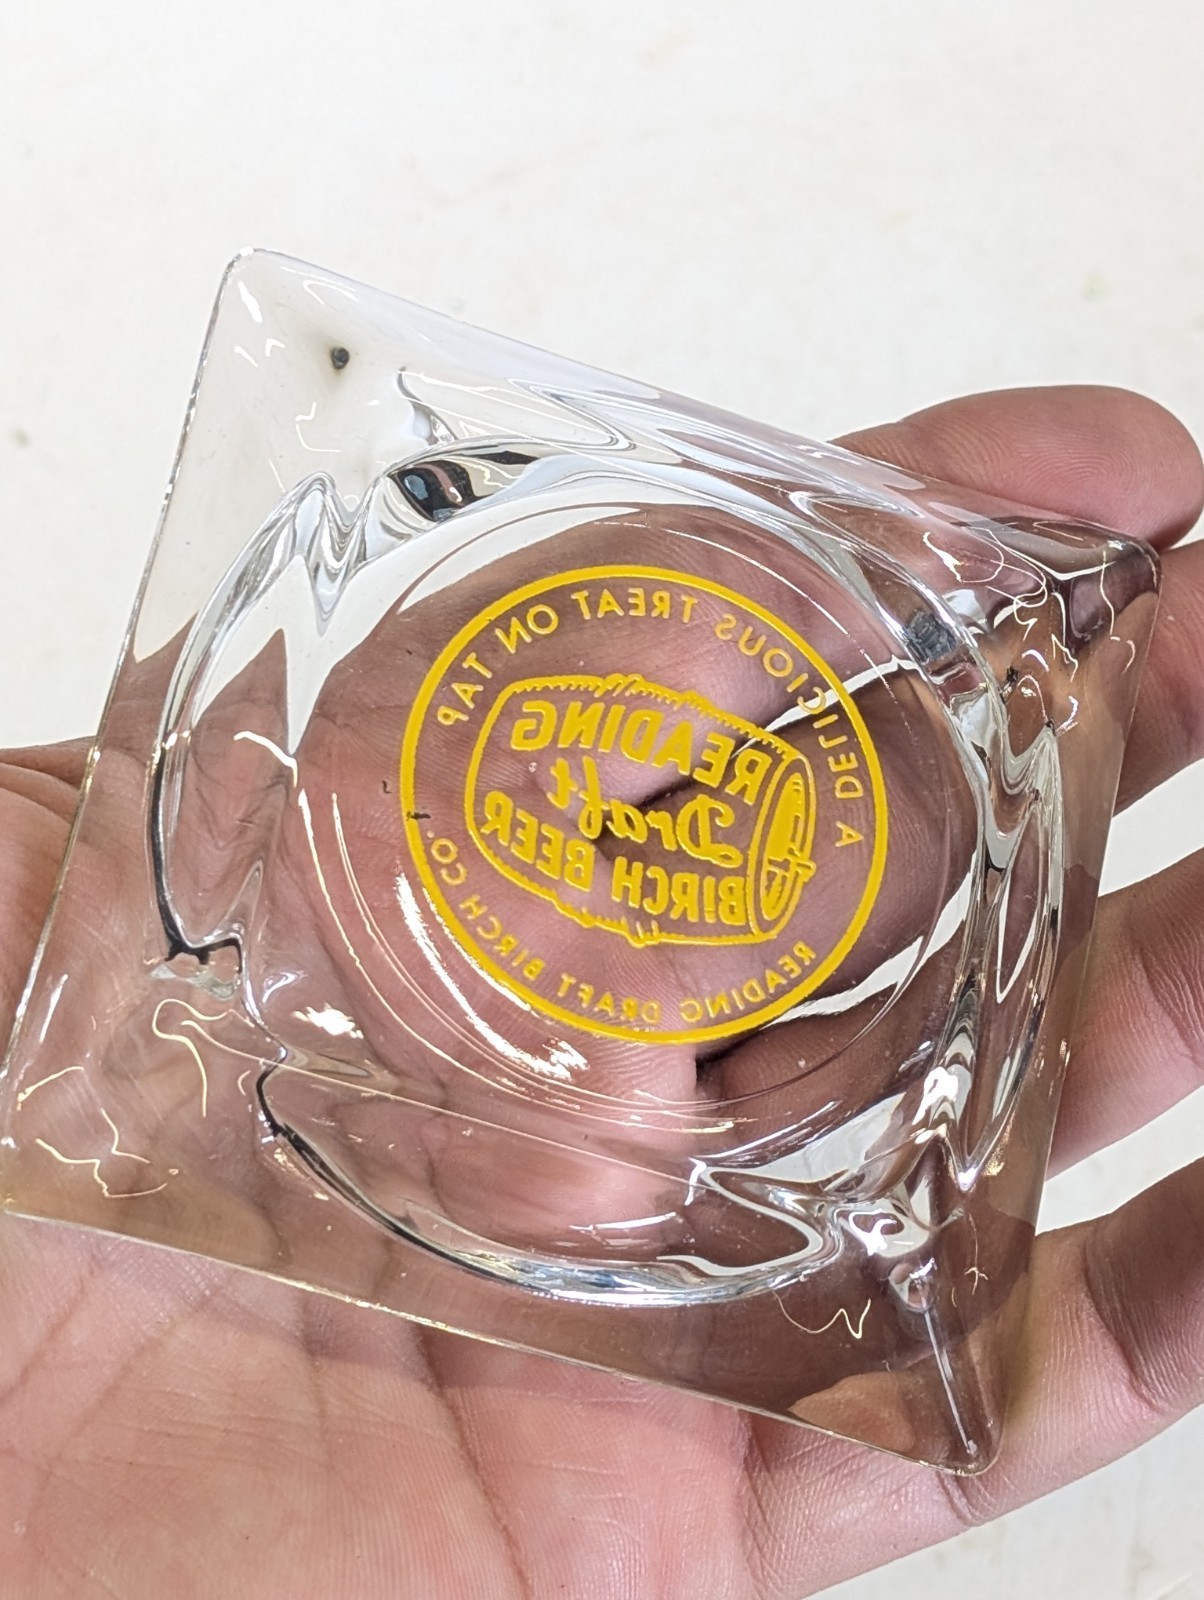 A DELICIOUS TREAT ON TAP
READING
Draft
BIRCH BEER
READING DRAFT BIRCH CO.